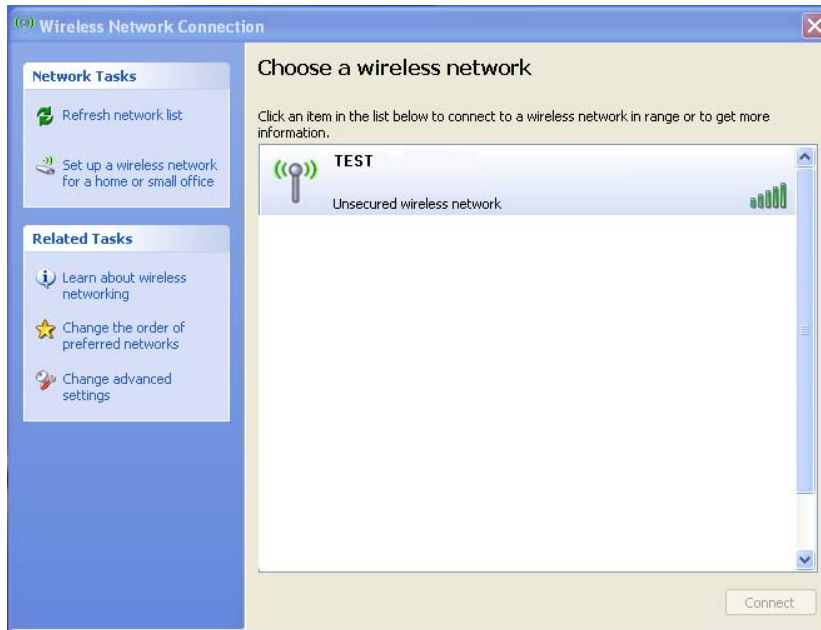 Wireless Network Connection
Network Tasks
Refresh network list
Set up a wireless network
for a home or small office
Related Tasks
Learn about wireless
networking
Change the order of
preferred networks
Change advanced
settings
Choose a wireless network
Click an item in the list below to connect to a wireless network in range or to get more
information.
TEST
Unsecured wireless network
Connect